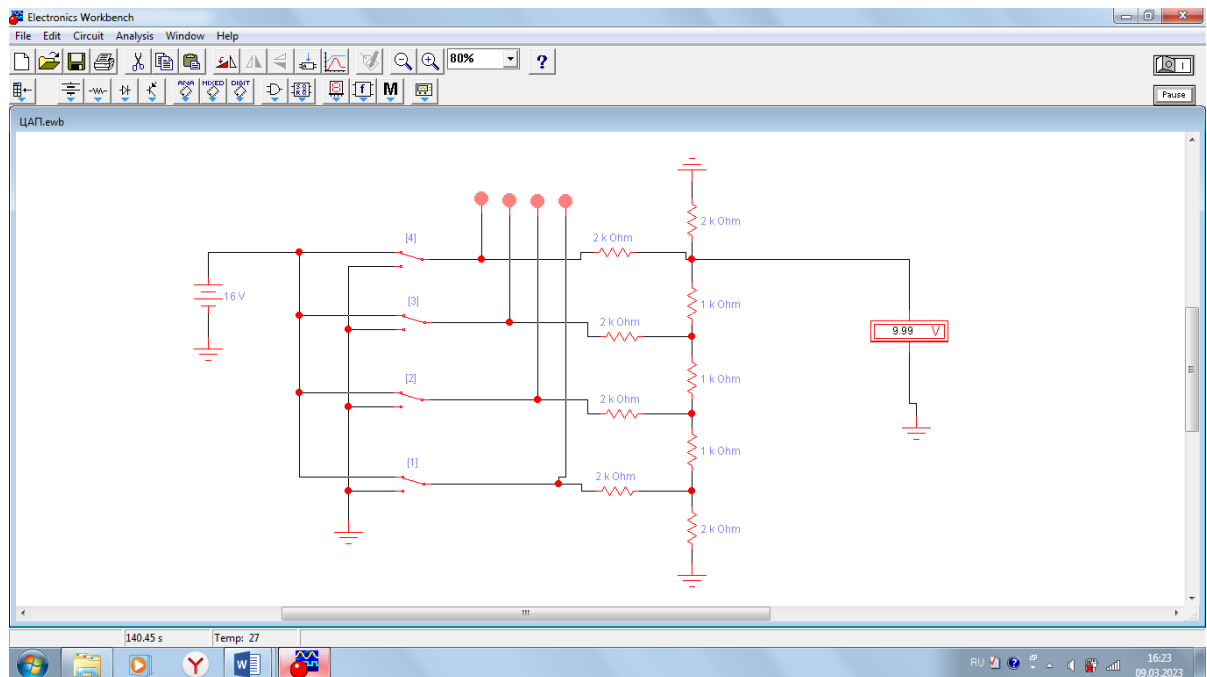 Electronics Workbench
File Edit Circuit Analysis Window Help
80%
?
ANA MIXED DIGIT
M
Pause
ЦАП.ewb
2 k Ohm
[4]
2 k Ohm
16 V
[3]
1 k Ohm
2 k Ohm
9.99 V
[2]
1 k Ohm
2 k Ohm
[1]
1 k Ohm
2 k Ohm
2 k Ohm
140.45 s
Temp: 27
RU
16:23
09.03.2023